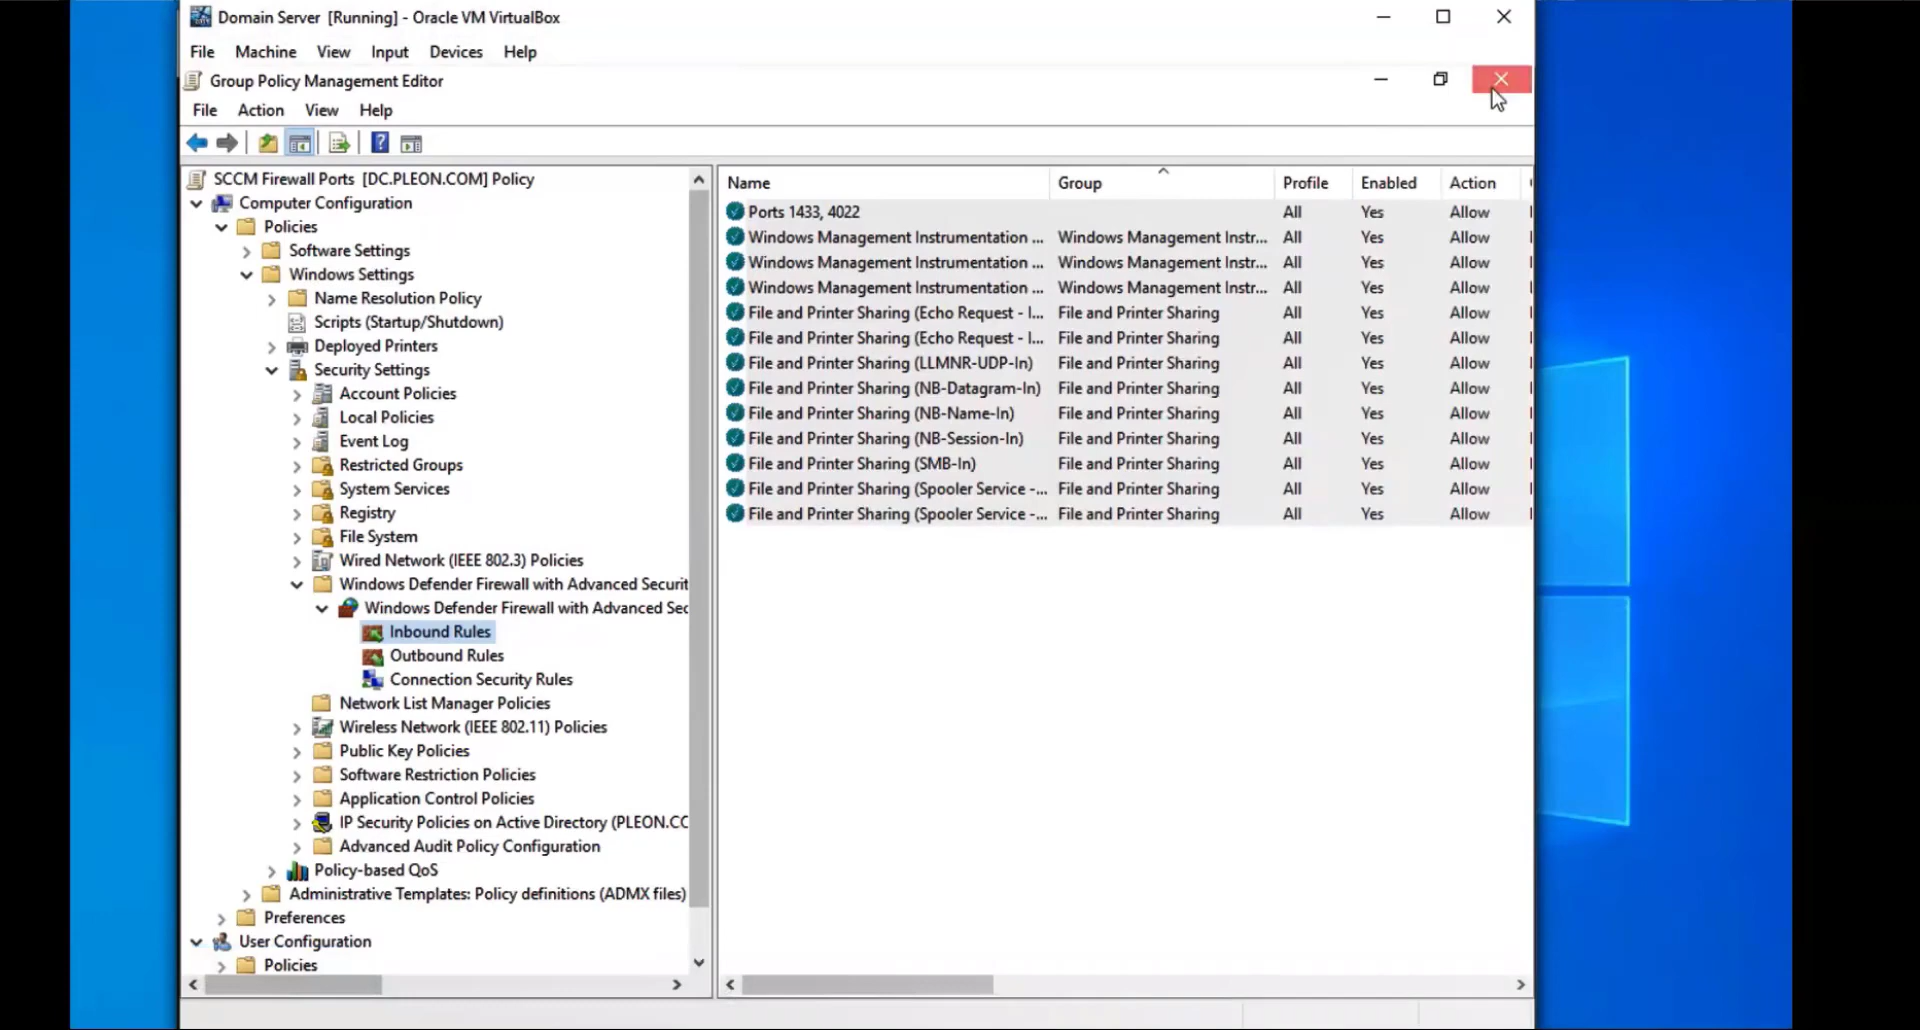 Domain Server [Running] - Oracle VM VirtualBox
File Machine View Input Devices Help
Group Policy Management Editor
File Action View Help
SCCM Firewall Ports [DC.PLEON.COM] Policy
Computer Configuration
Policies
Software Settings
Windows Settings
Name Resolution Policy
Scripts (Startup/Shutdown)
Deployed Printers
Security Settings
Account Policies
Local Policies
Event Log
Restricted Groups
System Services
Registry
File System
Wired Network (IEEE 802.3) Policies
Windows Defender Firewall with Advanced Securit
Windows Defender Firewall with Advanced Sec
Inbound Rules
Outbound Rules
Connection Security Rules
Network List Manager Policies
Wireless Network (IEEE 802.11) Policies
Public Key Policies
Software Restriction Policies
Application Control Policies
IP Security Policies on Active Directory (PLEON.CO
Advanced Audit Policy Configuration
Policy-based QoS
Administrative Templates: Policy definitions (ADMX files)
Preferences
User Configuration
Policies
Name Group Profile Enabled Action
Ports 1433, 4022 All Yes Allow
Windows Management Instrumentation ... Windows Management Instr... All Yes Allow
Windows Management Instrumentation ... Windows Management Instr... All Yes Allow
Windows Management Instrumentation ... Windows Management Instr... All Yes Allow
File and Printer Sharing (Echo Request - I... File and Printer Sharing All Yes Allow
File and Printer Sharing (Echo Request - I... File and Printer Sharing All Yes Allow
File and Printer Sharing (LLMNR-UDP-In) File and Printer Sharing All Yes Allow
File and Printer Sharing (NB-Datagram-In) File and Printer Sharing All Yes Allow
File and Printer Sharing (NB-Name-In) File and Printer Sharing All Yes Allow
File and Printer Sharing (NB-Session-In) File and Printer Sharing All Yes Allow
File and Printer Sharing (SMB-In) File and Printer Sharing All Yes Allow
File and Printer Sharing (Spooler Service -... File and Printer Sharing All Yes Allow
File and Printer Sharing (Spooler Service -... File and Printer Sharing All Yes Allow